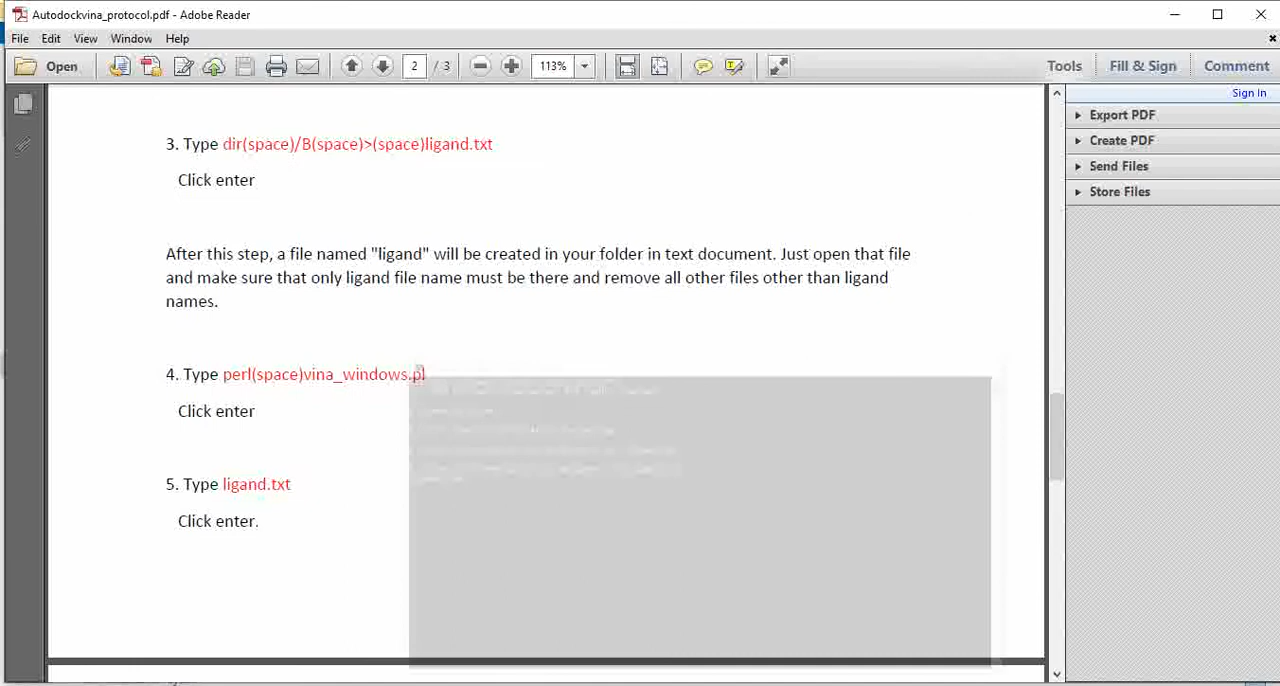 Autodockvina_protocol.pdf - Adobe Reader
File Edit View Window Help
Open 2 / 3 113% Tools Fill & Sign Comment
Sign In
Export PDF
Create PDF
Send Files
Store Files
3. Type dir(space)/B(space)>(space)ligand.txt
Click enter
After this step, a file named "ligand" will be created in your folder in text document. Just open that file
and make sure that only ligand file name must be there and remove all other files other than ligand
names.
4. Type perl(space)vina_windows.pl
Click enter
5. Type ligand.txt
Click enter.